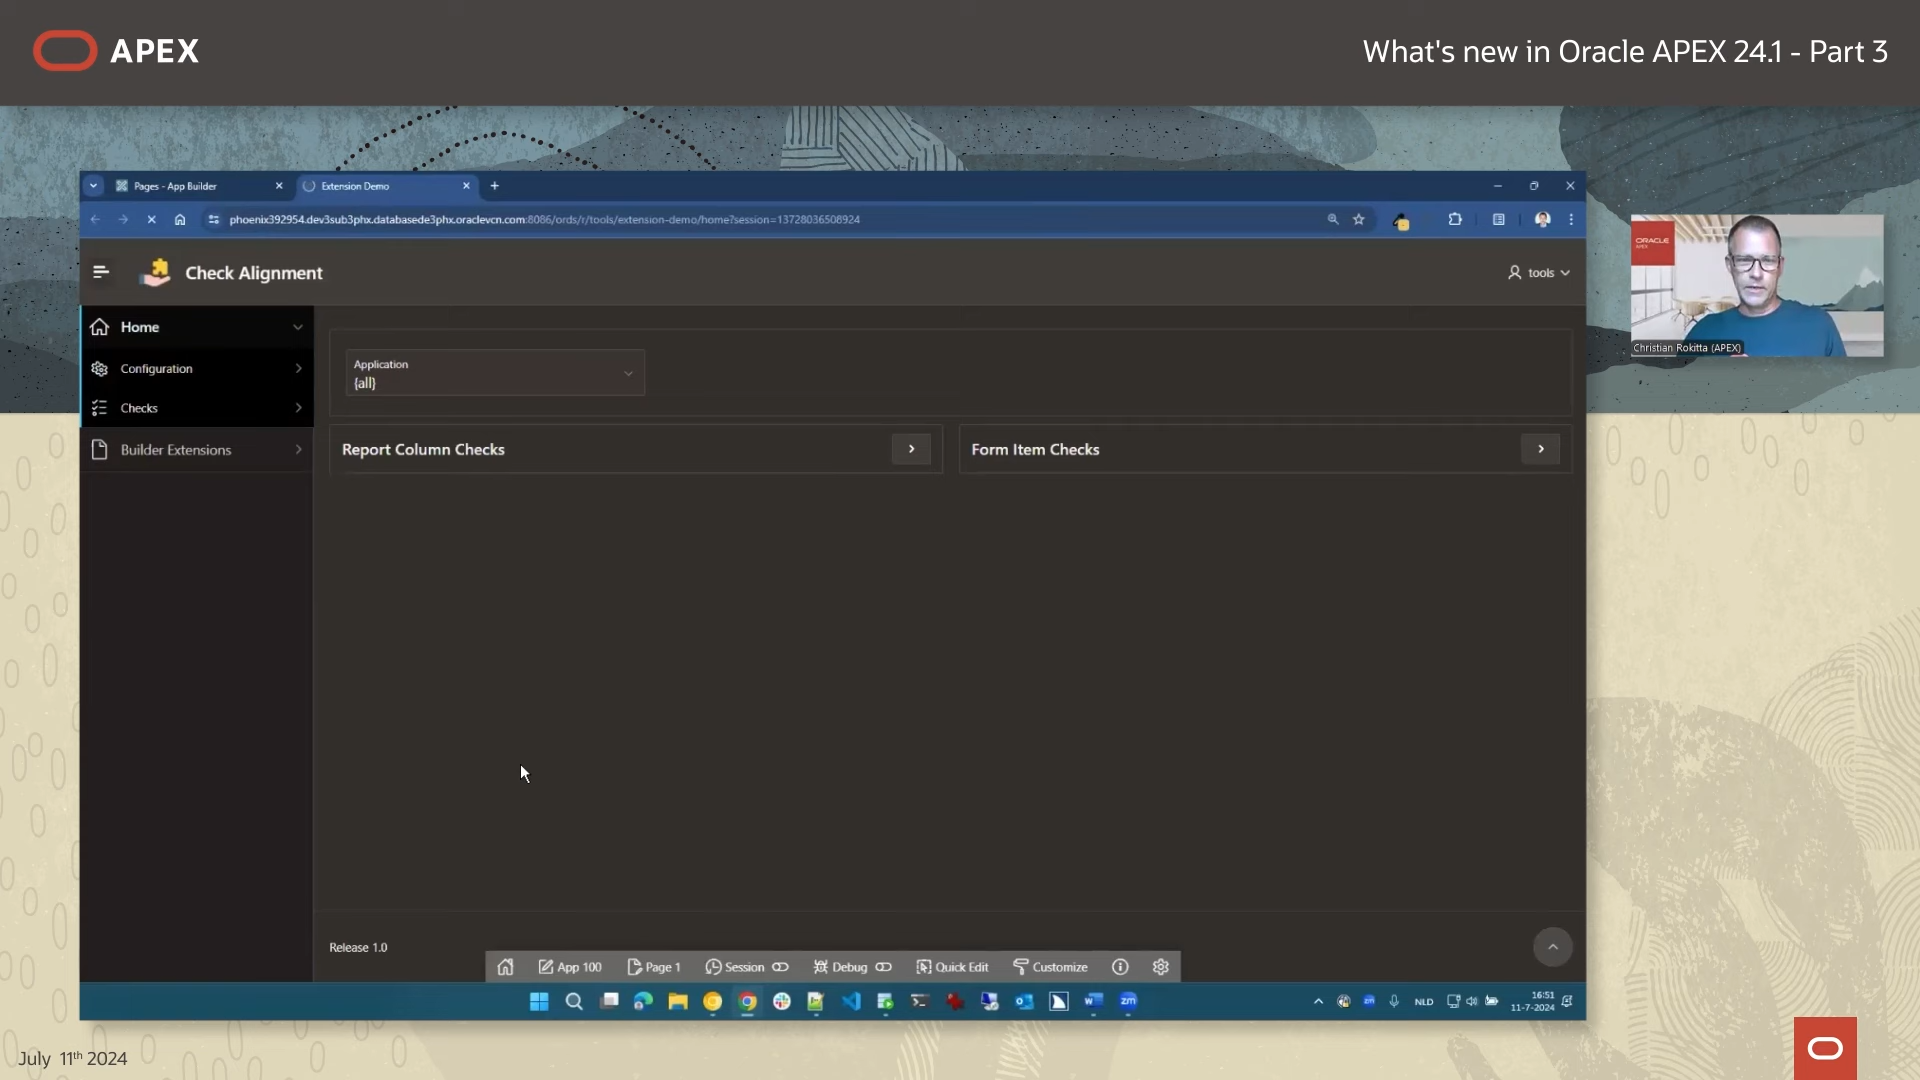 APEX
What's new in Oracle APEX 24.1 - Part 3
Pages - App Builder
Extension Demo
phoenix392954.dev3sub3phx.databasede3phx.oraclevcn.com:8086/ords/r/tools/extension-demo/home?session=13728036508924
Check Alignment
tools
ORACLE
APEX
Christian Rokitta (APEX)
Home
Configuration
Checks
Builder Extensions
Application
{all}
Report Column Checks
Form Item Checks
Release 1.0
App 100
Page 1
Session
Debug
Quick Edit
Customize
zm
NLD
16:51
11-7-2024
July 11th 2024